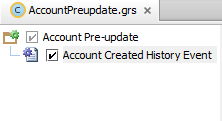 AccountPreupdate.grs
Account Pre-update
Account Created History Event